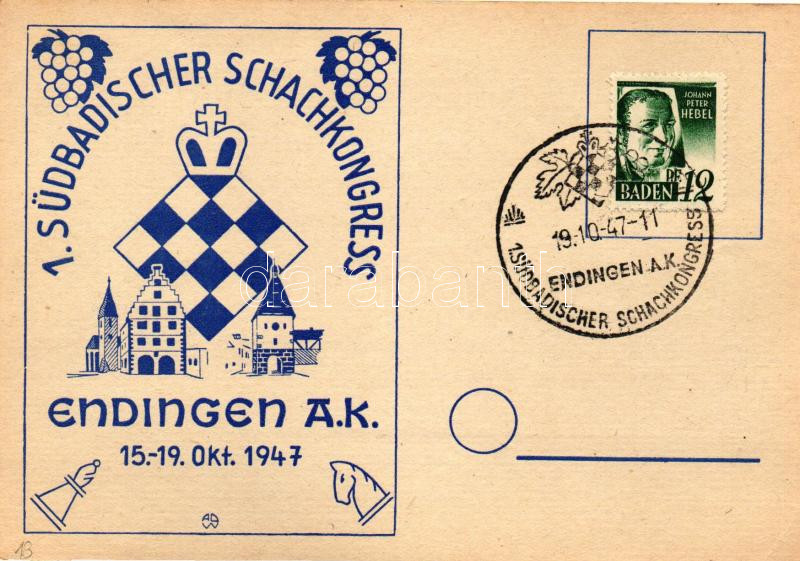 1. SÜDBADISCHER SCHACHKONGRESS
ENDINGEN A.K.
15.-19. Okt. 1947
JOHANN
PETER
HEBEL
PF. 12
BADEN
19.10.-47-11
ENDINGEN A.K.
1.SÜDBADISCHER SCHACHKONGRESS
darabanth
13